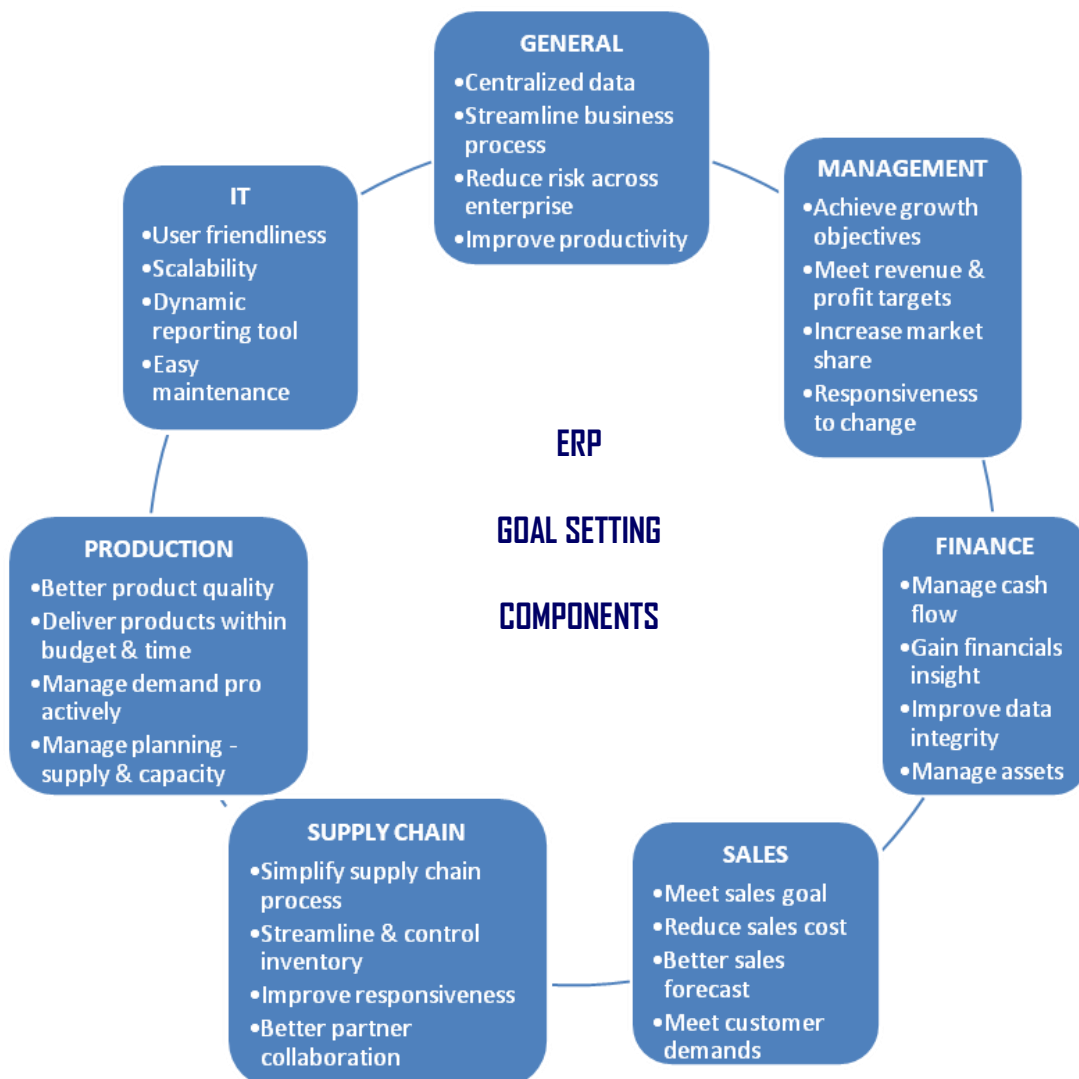 GENERAL
•Centralized data
•Streamline business
process
•Reduce risk across
enterprise
•Improve productivity
MANAGEMENT
•Achieve growth
objectives
•Meet revenue &
profit targets
•Increase market
share
•Responsiveness
to change
FINANCE
•Manage cash
flow
•Gain financials
insight
•Improve data
integrity
•Manage assets
SALES
•Meet sales goal
•Reduce sales cost
•Better sales
forecast
•Meet customer
demands
SUPPLY CHAIN
•Simplify supply chain
process
•Streamline & control
inventory
•Improve responsiveness
•Better partner
collaboration
PRODUCTION
•Better product quality
•Deliver products within
budget & time
•Manage demand pro
actively
•Manage planning -
supply & capacity
IT
•User friendliness
•Scalability
•Dynamic
reporting tool
•Easy
maintenance
ERP
GOAL SETTING
COMPONENTS